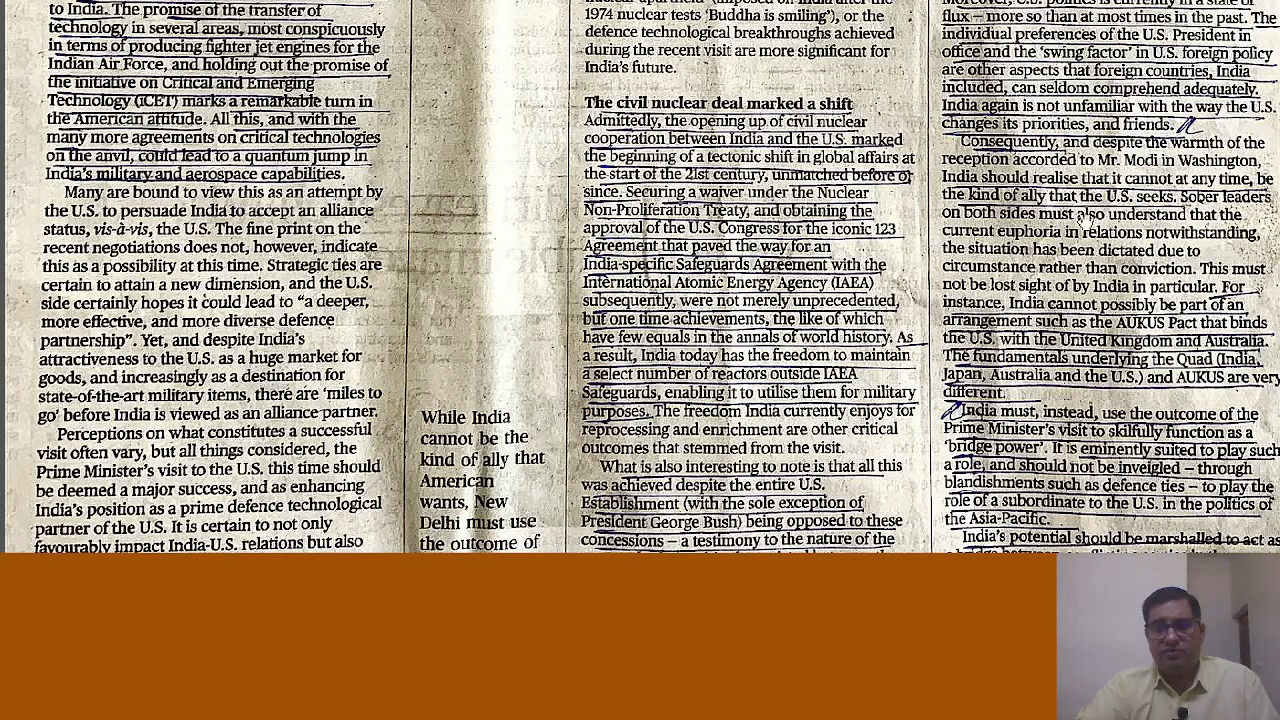 to India. The promise of the transfer of
technology in several areas, most conspicuously
in terms of producing fighter jet engines for the
Indian Air Force, and holding out the promise of
the initiative on Critical and Emerging
Technology (iCET) marks a remarkable turn in
the American attitude. All this, and with the
many more agreements on critical technologies
on the anvil, could lead to a quantum jump in
India's military and aerospace capabilities.
Many are bound to view this as an attempt by
the U.S. to persuade India to accept an alliance
status, vis-à-vis, the U.S. The fine print on the
recent negotiations does not, however, indicate
this as a possibility at this time. Strategic ties are
certain to attain a new dimension, and the U.S.
side certainly hopes it could lead to “a deeper,
more effective, and more diverse defence
partnership”. Yet, and despite India's
attractiveness to the U.S. as a huge market for
goods, and increasingly as a destination for
state-of-the-art military items, there are ‘miles to
go’ before India is viewed as an alliance partner.
Perceptions on what constitutes a successful
visit often vary, but all things considered, the
Prime Minister's visit to the U.S. this time should
be deemed a major success, and as enhancing
India's position as a prime defence technological
partner of the U.S. It is certain to not only
favourably impact India-U.S. relations but also
While India
cannot be the
kind of ally that
American
wants, New
Delhi must use
the outcome of
1974 nuclear tests ‘Buddha is smiling’), or the
defence technological breakthroughs achieved
during the recent visit are more significant for
India's future.
The civil nuclear deal marked a shift
Admittedly, the opening up of civil nuclear
cooperation between India and the U.S. marked
the beginning of a tectonic shift in global affairs at
the start of the 21st century, unmatched before or
since. Securing a waiver under the Nuclear
Non-Proliferation Treaty, and obtaining the
approval of the U.S. Congress for the iconic 123
Agreement that paved the way for an
India-specific Safeguards Agreement with the
International Atomic Energy Agency (IAEA)
subsequently, were not merely unprecedented,
but one time achievements, the like of which
have few equals in the annals of world history. As
a result, India today has the freedom to maintain
a select number of reactors outside IAEA
Safeguards, enabling it to utilise them for military
purposes. The freedom India currently enjoys for
reprocessing and enrichment are other critical
outcomes that stemmed from the visit.
What is also interesting to note is that all this
was achieved despite the entire U.S.
Establishment (with the sole exception of
President George Bush) being opposed to these
concessions – a testimony to the nature of the
Moreover, U.S. politics is currently in a state of
flux – more so than at most times in the past. The
individual preferences of the U.S. President in
office and the ‘swing factor’ in U.S. foreign policy
are other aspects that foreign countries, India
included, can seldom comprehend adequately.
India again is not unfamiliar with the way the U.S.
changes its priorities, and friends.
Consequently, and despite the warmth of the
reception accorded to Mr. Modi in Washington,
India should realise that it cannot at any time, be
the kind of ally that the U.S. seeks. Sober leaders
on both sides must also understand that the
current euphoria in relations notwithstanding,
the situation has been dictated due to
circumstance rather than conviction. This must
not be lost sight of by India in particular. For
instance, India cannot possibly be part of an
arrangement such as the AUKUS Pact that binds
the U.S. with the United Kingdom and Australia.
The fundamentals underlying the Quad (India,
Japan, Australia and the U.S.) and AUKUS are very
different.
India must, instead, use the outcome of the
Prime Minister's visit to skilfully function as a
‘bridge power’. It is eminently suited to play such
a role, and should not be inveigled – through
blandishments such as defence ties – to play the
role of a subordinate to the U.S. in the politics of
the Asia-Pacific.
India's potential should be marshalled to act as